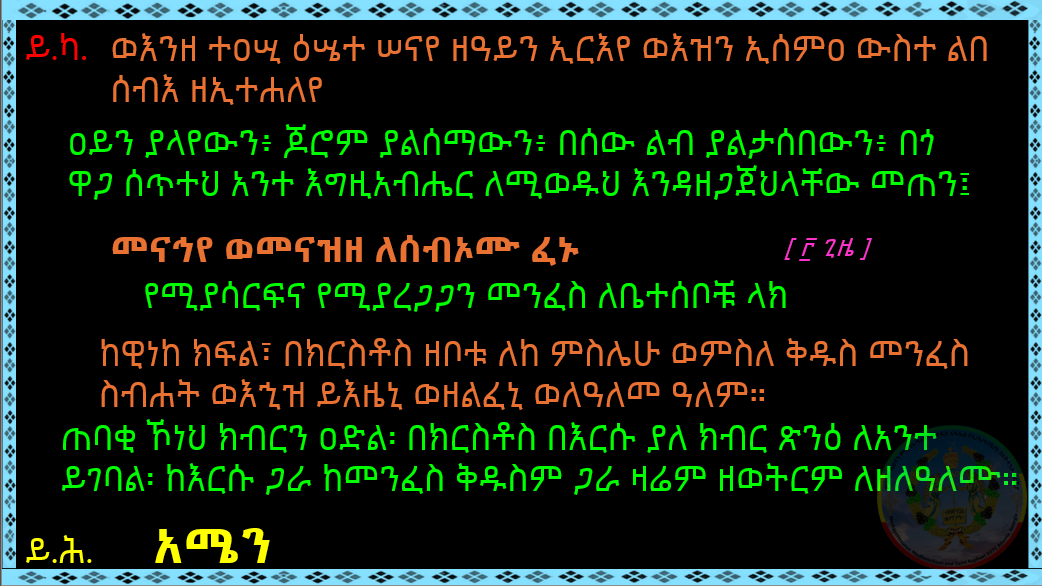 ይ.ካ. ወእንዘ ተዐሢ ዕሤተ ሠናየ ዘዓይን ኢርእየ ወእዝን ኢሰምዐ ውስተ ልበ
ሰብእ ዘኢተሐለየ
ዐይን ያላየውን፥ ጆሮም ያልሰማውን፥ በሰው ልብ ያልታሰበውን፥ በጎ
ዋጋ ሰጥተህ አንተ እግዚአብሔር ለሚወዱህ እንዳዘጋጀህላቸው መጠን፤
መናኅየ ወመናዝዘ ለሰብኦሙ ፈኑ [ ፫ ጊዜ ]
የሚያሳርፍና የሚያረጋጋን መንፈስ ለቤተሰቦቹ ላክ
ከዊነከ ክፍል፣ በክርስቶስ ዘቦቱ ለከ ምስሌሁ ወምስለ ቅዱስ መንፈስ
ስብሐት ወእኂዝ ይእዜኒ ወዘልፈኒ ወለዓለመ ዓለም።
ጠባቂ ኾነህ ክብርን ዐድል፡ በክርስቶስ በእርሱ ያለ ክብር ጽንዕ ለአንተ
ይገባል፡ ከእርሱ ጋራ ከመንፈስ ቅዱስም ጋራ ዛሬም ዘወትርም ለዘለዓለሙ።
ይ.ሕ. አሜን